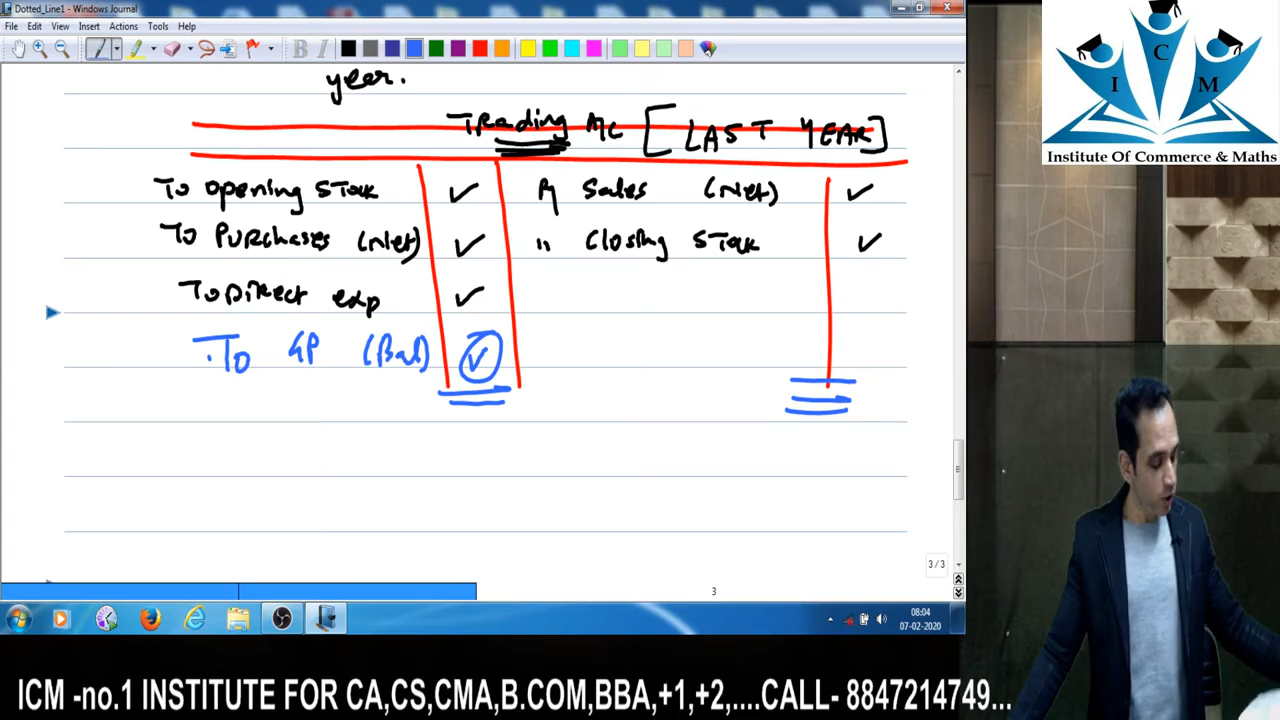 Dotted_Line1 - Windows Journal
File Edit View Insert Actions Tools Help
B I
year.
Trading A/c [LAST YEAR]
To opening Stock ✓ By Sales (Net) ✓
To Purchases (Net) ✓ " Closing Stock ✓
To Direct exp ✓
To GP (Bal) ✓
3/3
3
08:04
07-02-2020
I C M
Institute Of Commerce & Maths
ICM -no.1 INSTITUTE FOR CA,CS,CMA,B.COM,BBA,+1,+2,....CALL- 8847214749...